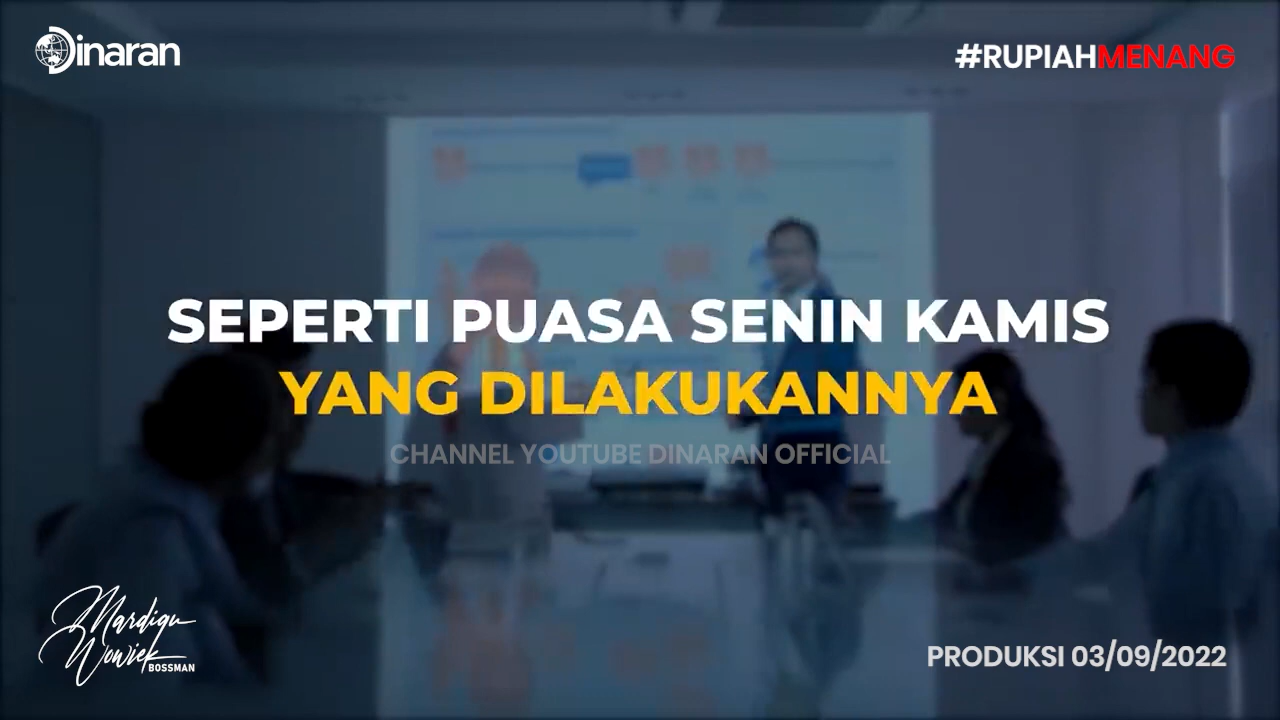 Dinaran
#RUPIAHMENANG
SEPERTI PUASA SENIN KAMIS
YANG DILAKUKANNYA
CHANNEL YOUTUBE DINARAN OFFICIAL
Mardigu
Wowiek
BOSSMAN
PRODUKSI 03/09/2022